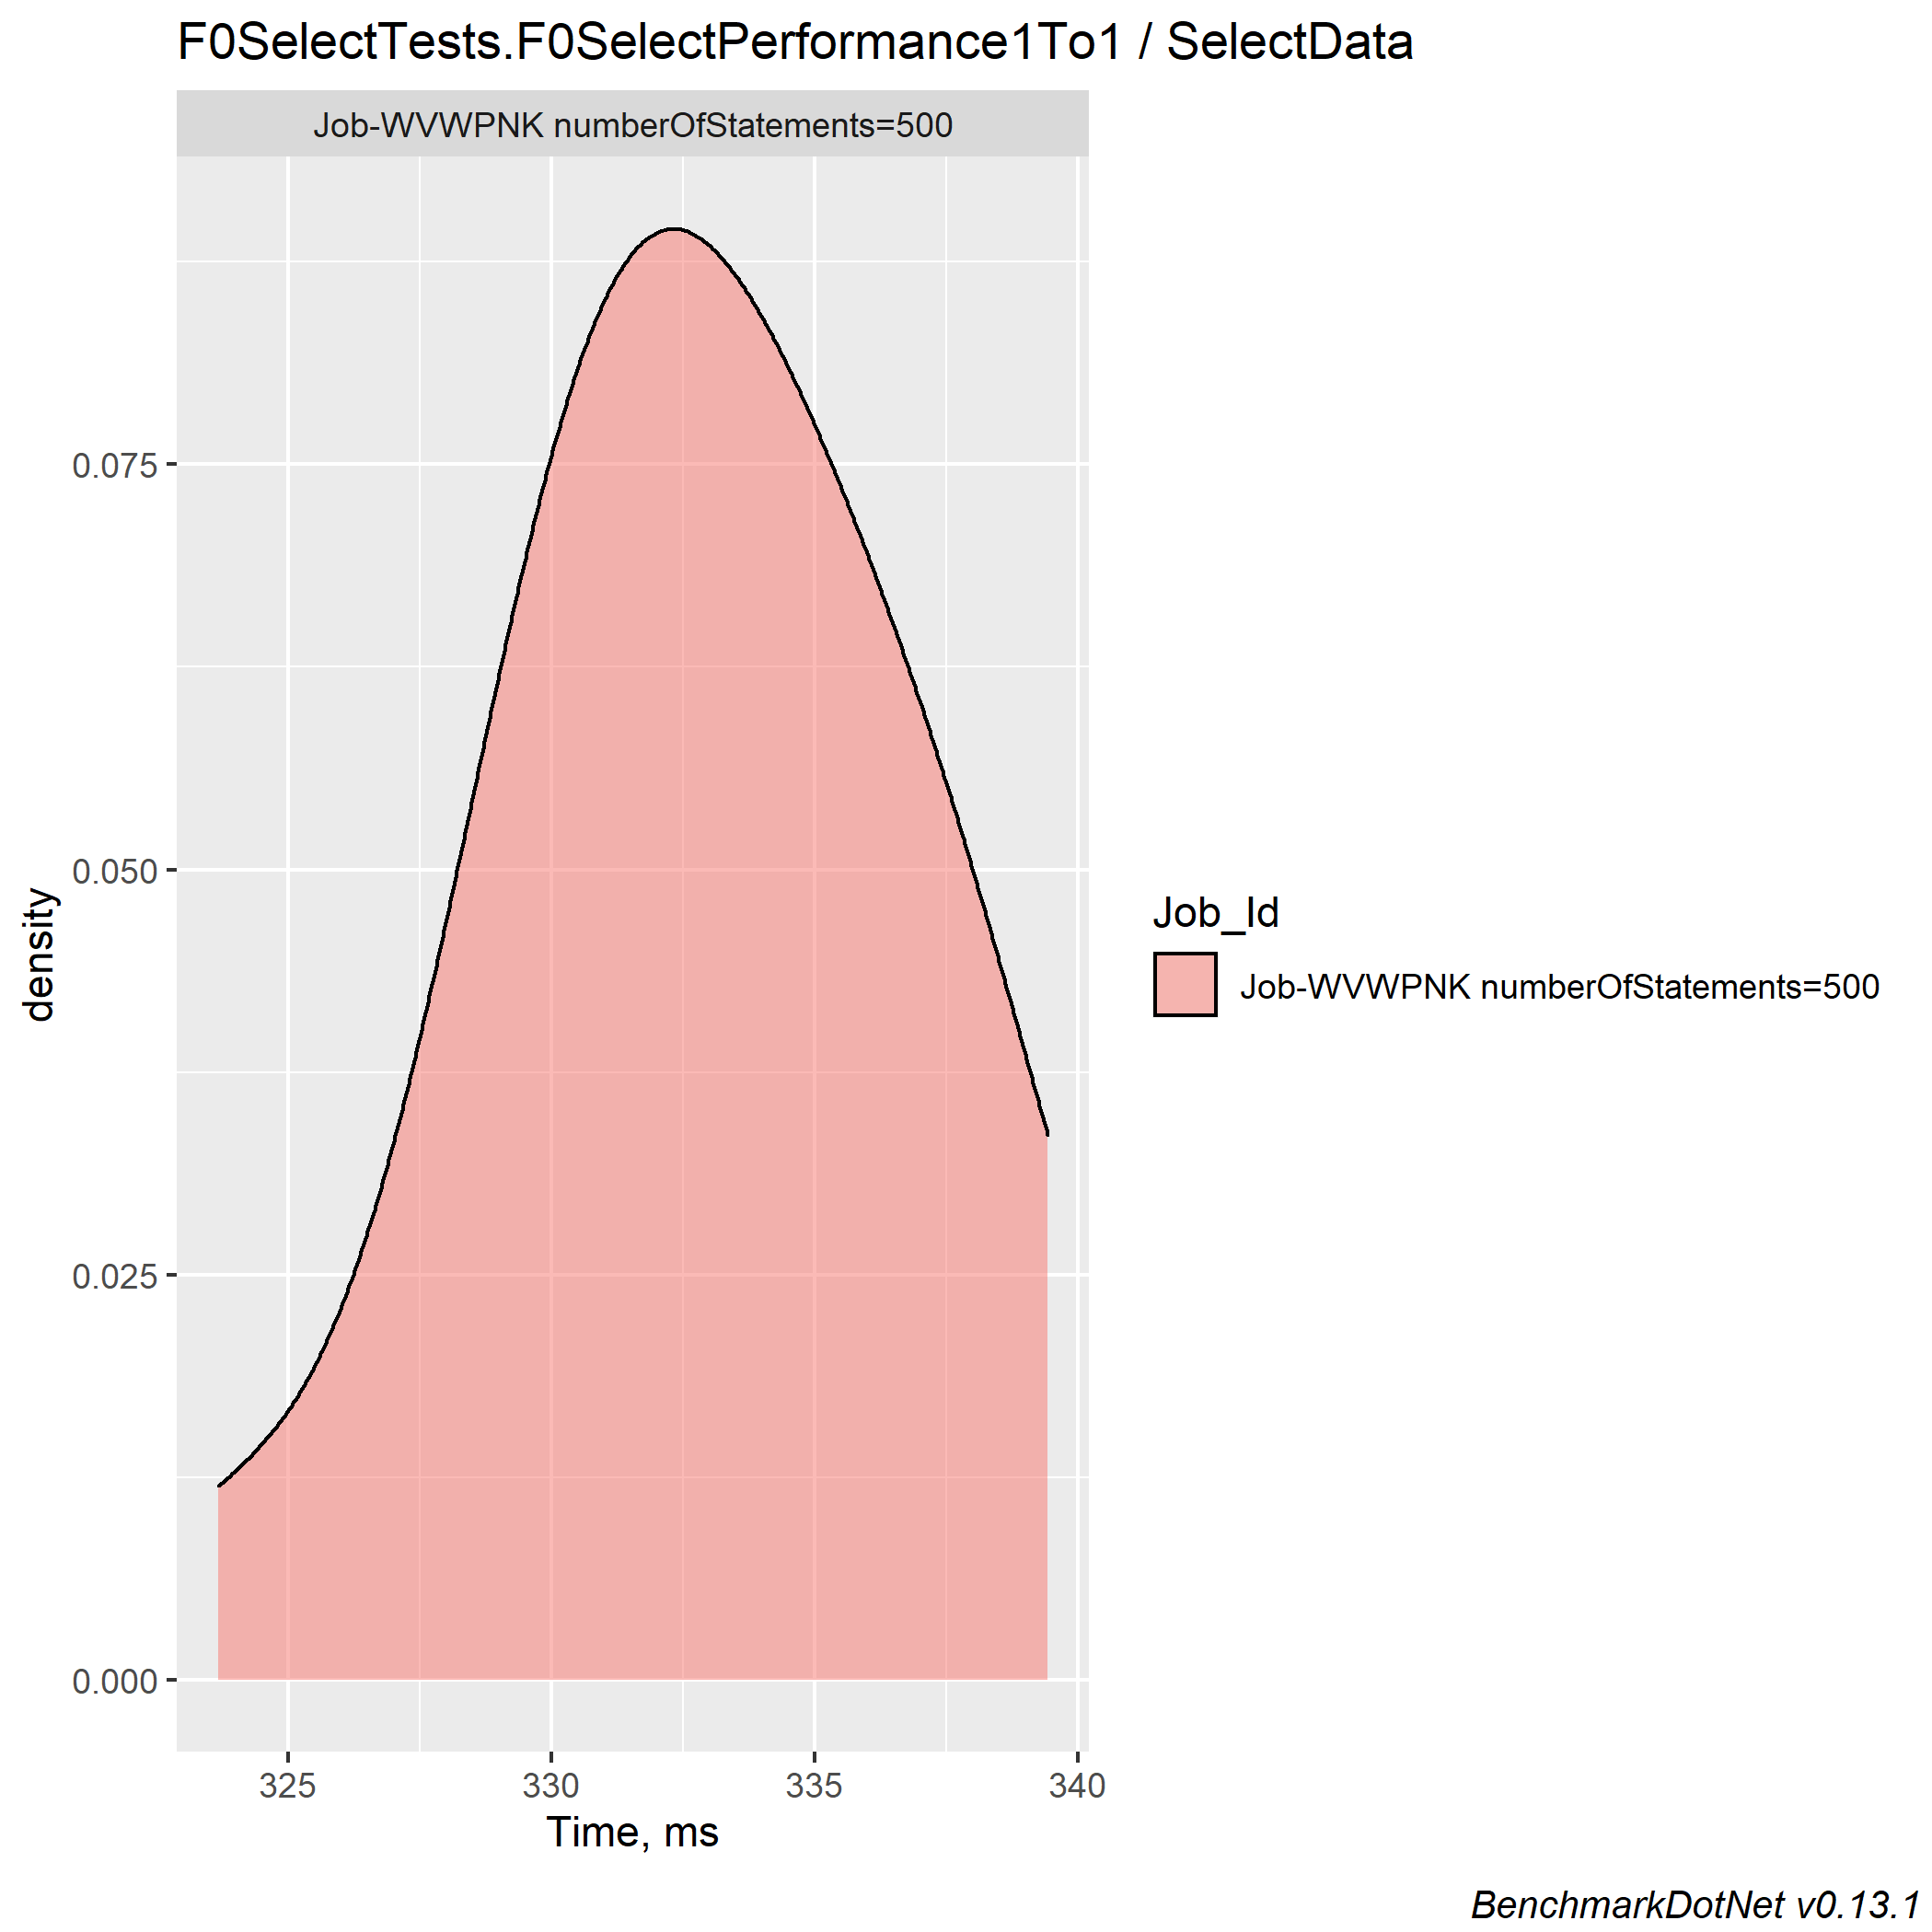 F0SelectTests.F0SelectPerformance1To1 / SelectData
Job-WVWPNK numberOfStatements=500
0.075
0.050
0.025
0.000
density
325 330 335 340
Time, ms
Job_Id
Job-WVWPNK numberOfStatements=500
BenchmarkDotNet v0.13.1